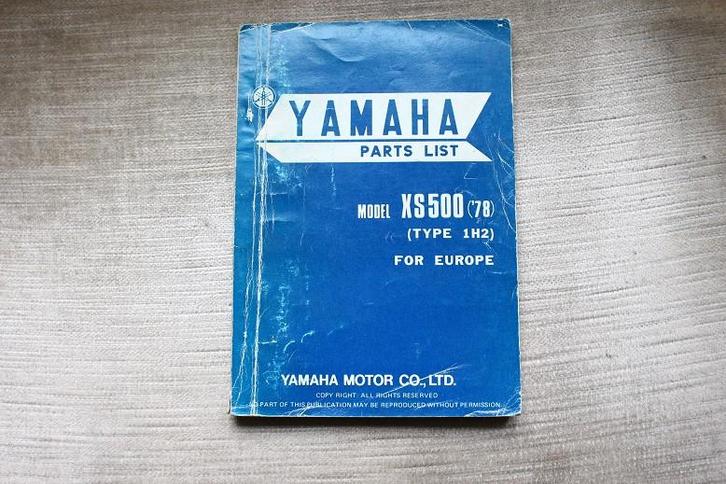 YAMAHA
PARTS LIST
MODEL XS500 ('78)
(TYPE 1H2)
FOR EUROPE
YAMAHA MOTOR CO., LTD.
COPY RIGHT: ALL RIGHTS RESERVED
NO PART OF THIS PUBLICATION MAY BE REPRODUCED WITHOUT PERMISSION